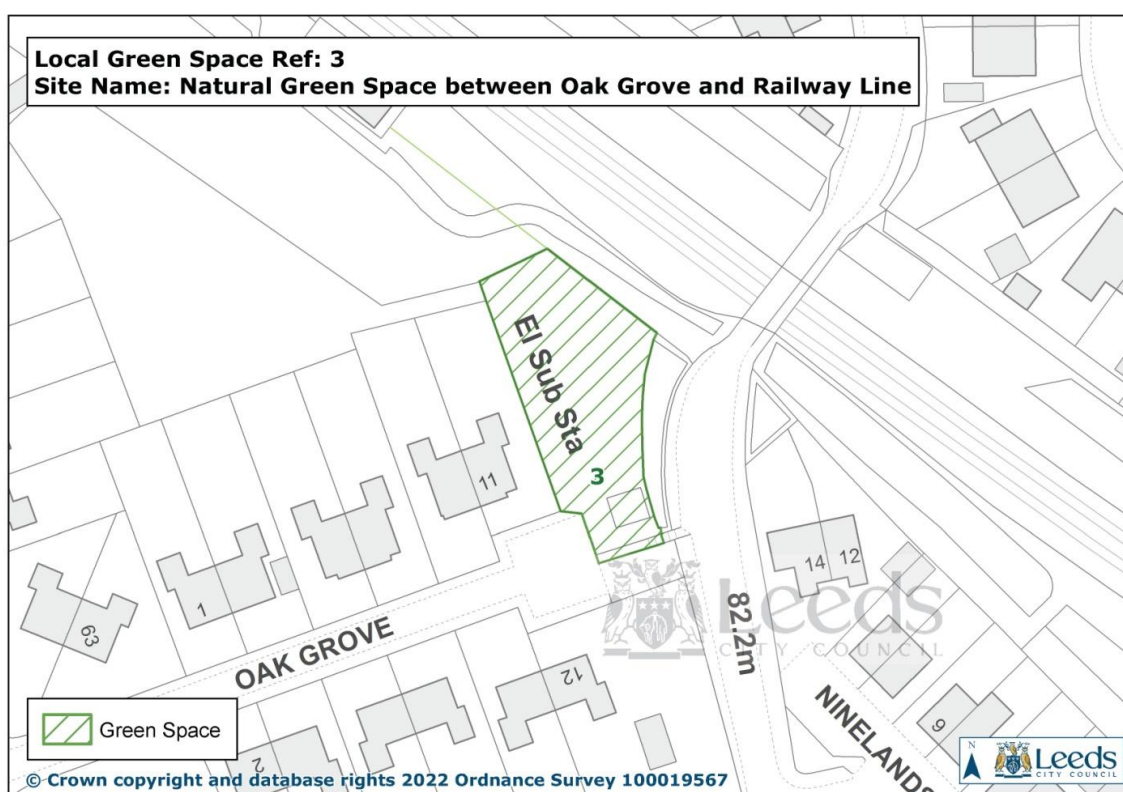 Local Green Space Ref: 3
Site Name: Natural Green Space between Oak Grove and Railway Line
El Sub Sta
3
11
1
63
OAK GROVE
12
2
14 12
82.2m
Leeds
CITY COUNCIL
9
NINELANDS
Green Space
© Crown copyright and database rights 2022 Ordnance Survey 100019567
N
Leeds
CITY COUNCIL